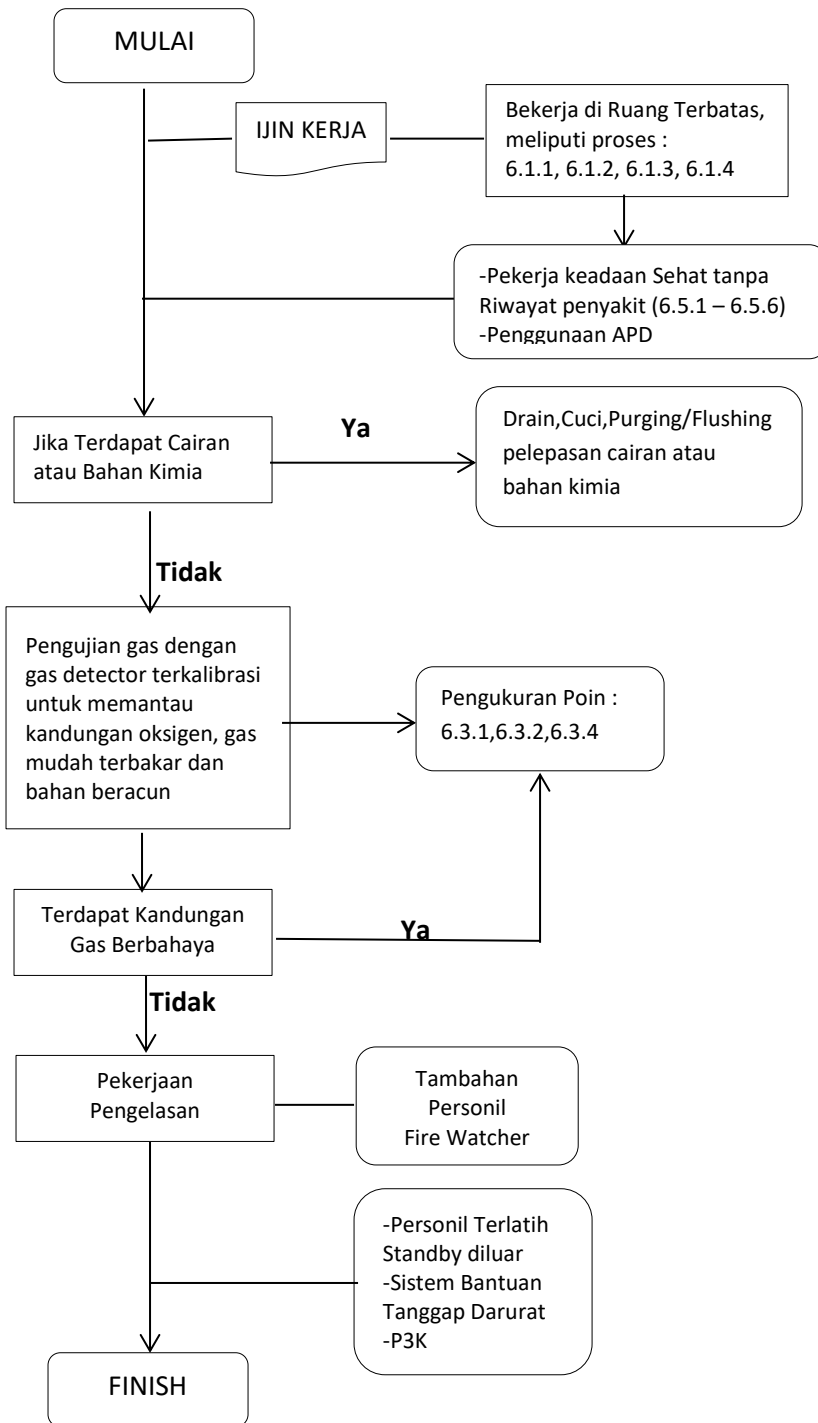 MULAI
IJIN KERJA
Bekerja di Ruang Terbatas,
meliputi proses :
6.1.1, 6.1.2, 6.1.3, 6.1.4
-Pekerja keadaan Sehat tanpa
Riwayat penyakit (6.5.1 – 6.5.6)
-Penggunaan APD
Jika Terdapat Cairan
atau Bahan Kimia
Ya
Drain,Cuci,Purging/Flushing
pelepasan cairan atau
bahan kimia
Tidak
Pengujian gas dengan
gas detector terkalibrasi
untuk memantau
kandungan oksigen, gas
mudah terbakar dan
bahan beracun
Pengukuran Poin :
6.3.1,6.3.2,6.3.4
Terdapat Kandungan
Gas Berbahaya
Ya
Tidak
Pekerjaan
Pengelasan
Tambahan
Personil
Fire Watcher
-Personil Terlatih
Standby diluar
-Sistem Bantuan
Tanggap Darurat
-P3K
FINISH